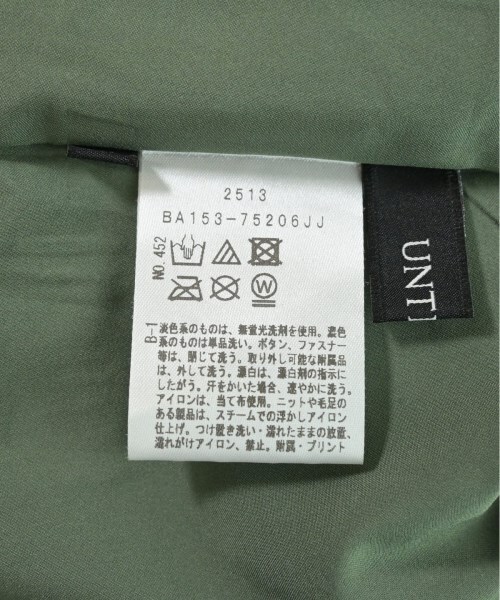 2513
BA153-75206JJ
NO.452
W
B-1
淡色系のものは、無蛍光洗剤を使用。濃色
系のものは単品洗い。ボタン、ファスナー
等は、閉じて洗う。取り外し可能な附属品
は、外して洗う。漂白は、漂白剤の指示に
したがう。汗をかいた場合、速やかに洗う。
アイロンは、当て布使用。ニットや毛足の
ある製品は、スチームでの浮かしアイロン
仕上げ。つけ置き洗い・濡れたままの放置、
濡れがけアイロン、禁止。附属・プリント
UNT